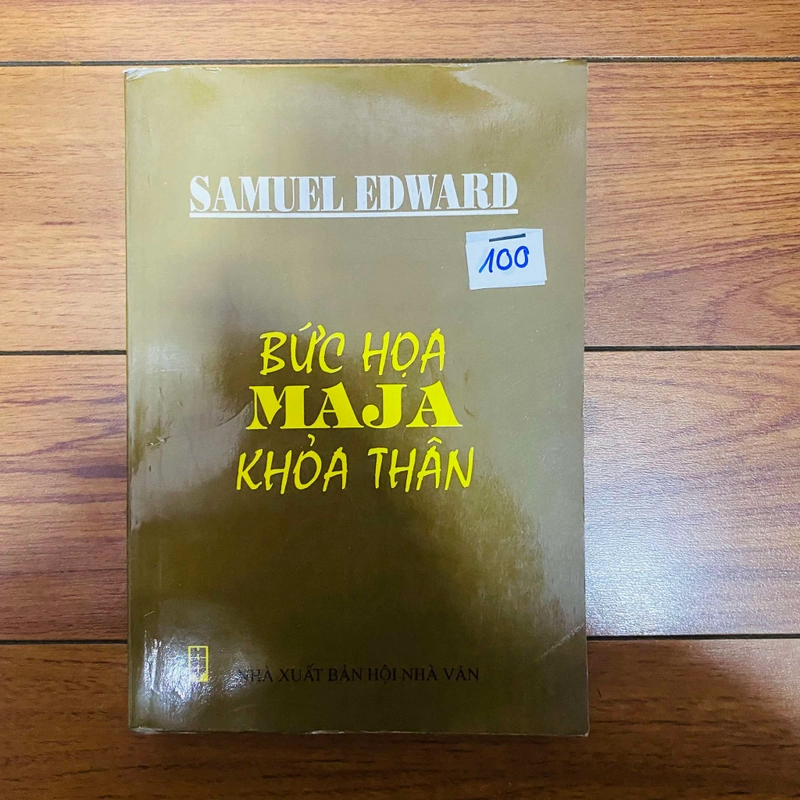 SAMUEL EDWARD
100
BỨC HỌA
MAJA
KHỎA THÂN
NHÀ XUẤT BẢN HỘI NHÀ VĂN